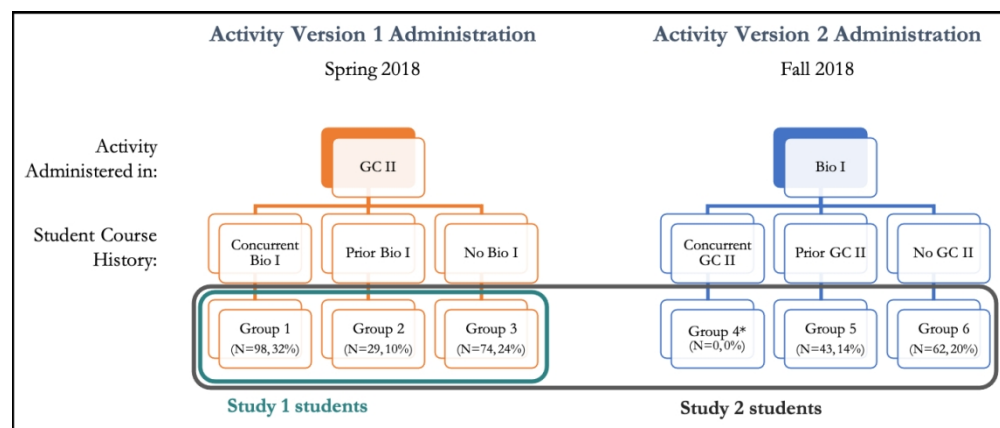 Activity Version 1 Administration
Spring 2018
Activity Version 2 Administration
Fall 2018
Activity
Administered in:
GC II
Bio I
Student Course
History:
Concurrent
Bio I
Prior Bio I
No Bio I
Concurrent
GC II
Prior GC II
No GC II
Group 1
(N=98, 32%)
Group 2
(N=29, 10%)
Group 3
(N=74, 24%)
Group 4*
(N=0, 0%)
Group 5
(N=43, 14%)
Group 6
(N=62, 20%)
Study 1 students
Study 2 students